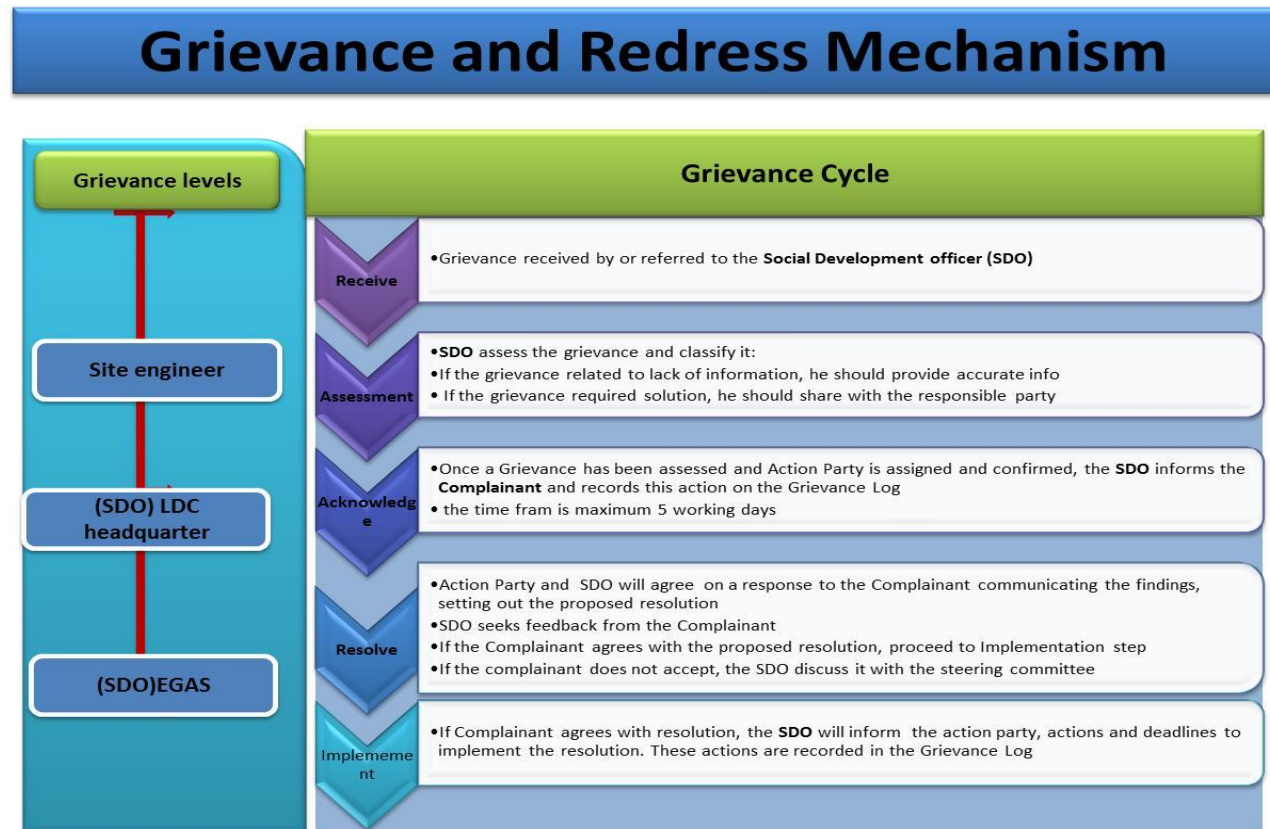 Grievance and Redress Mechanism
Grievance levels
Site engineer
(SDO) LDC
headquarter
(SDO)EGAS
Grievance Cycle
Receive
•Grievance received by or referred to the Social Development officer (SDO)
Assessment
•SDO assess the grievance and classify it:
•If the grievance related to lack of information, he should provide accurate info
• If the grievance required solution, he should share with the responsible party
Acknowledg
e
•Once a Grievance has been assessed and Action Party is assigned and confirmed, the SDO informs the
Complainant and records this action on the Grievance Log
• the time fram is maximum 5 working days
Resolve
•Action Party and SDO will agree on a response to the Complainant communicating the findings,
setting out the proposed resolution
•SDO seeks feedback from the Complainant
•If the Complainant agrees with the proposed resolution, proceed to Implementation step
•If the complainant does not accept, the SDO discuss it with the steering committee
Implememe
nt
•If Complainant agrees with resolution, the SDO will inform the action party, actions and deadlines to
implement the resolution. These actions are recorded in the Grievance Log